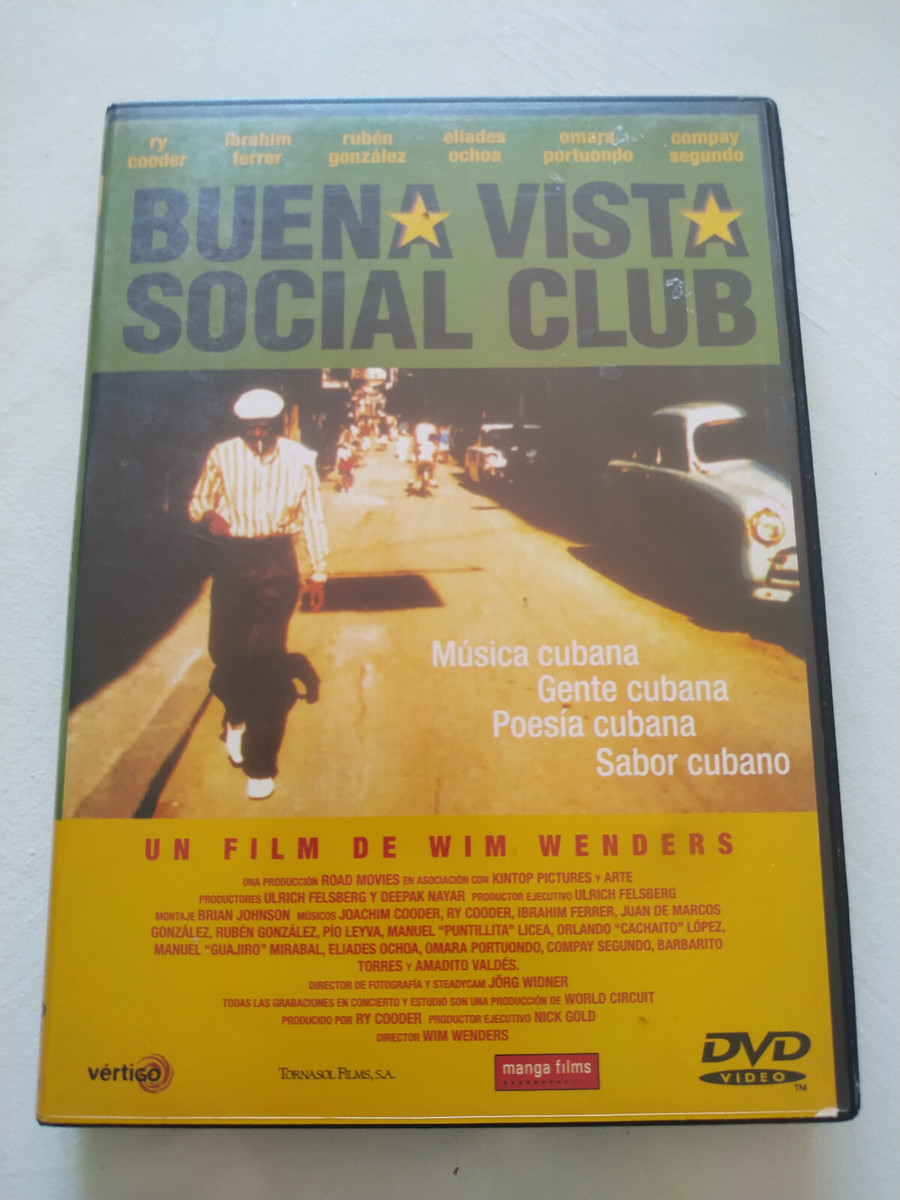 ry cooder ibrahim ferrer rubén gonzález eliades ochoa omara portuondo compay segundo
BUENA VISTA
SOCIAL CLUB
Música cubana
Gente cubana
Poesía cubana
Sabor cubano
UN FILM DE WIM WENDERS
UNA PRODUCCIÓN ROAD MOVIES EN ASOCIACIÓN CON KINTOP PICTURES Y ARTE
PRODUCTORES ULRICH FELSBERG Y DEEPAK NAYAR PRODUCTOR EJECUTIVO ULRICH FELSBERG
MONTAJE BRIAN JOHNSON MÚSICOS JOACHIM COODER, RY COODER, IBRAHIM FERRER, JUAN DE MARCOS
GONZÁLEZ, RUBÉN GONZÁLEZ, PÍO LEYVA, MANUEL "PUNTILLITA" LICEA, ORLANDO "CACHAITO" LÓPEZ,
MANUEL "GUAJIRO" MIRABAL, ELIADES OCHOA, OMARA PORTUONDO, COMPAY SEGUNDO, BARBARITO
TORRES Y AMADITO VALDÉS.
DIRECTOR DE FOTOGRAFÍA Y STEADYCAM JÖRG WIDNER
TODAS LAS GRABACIONES EN CONCIERTO Y ESTUDIO SON UNA PRODUCCIÓN DE WORLD CIRCUIT
PRODUCIDO POR RY COODER PRODUCTOR EJECUTIVO NICK GOLD
DIRECTOR WIM WENDERS
vértigo TORNASOL FILMS, S.A. manga films DVD
VIDEO TM